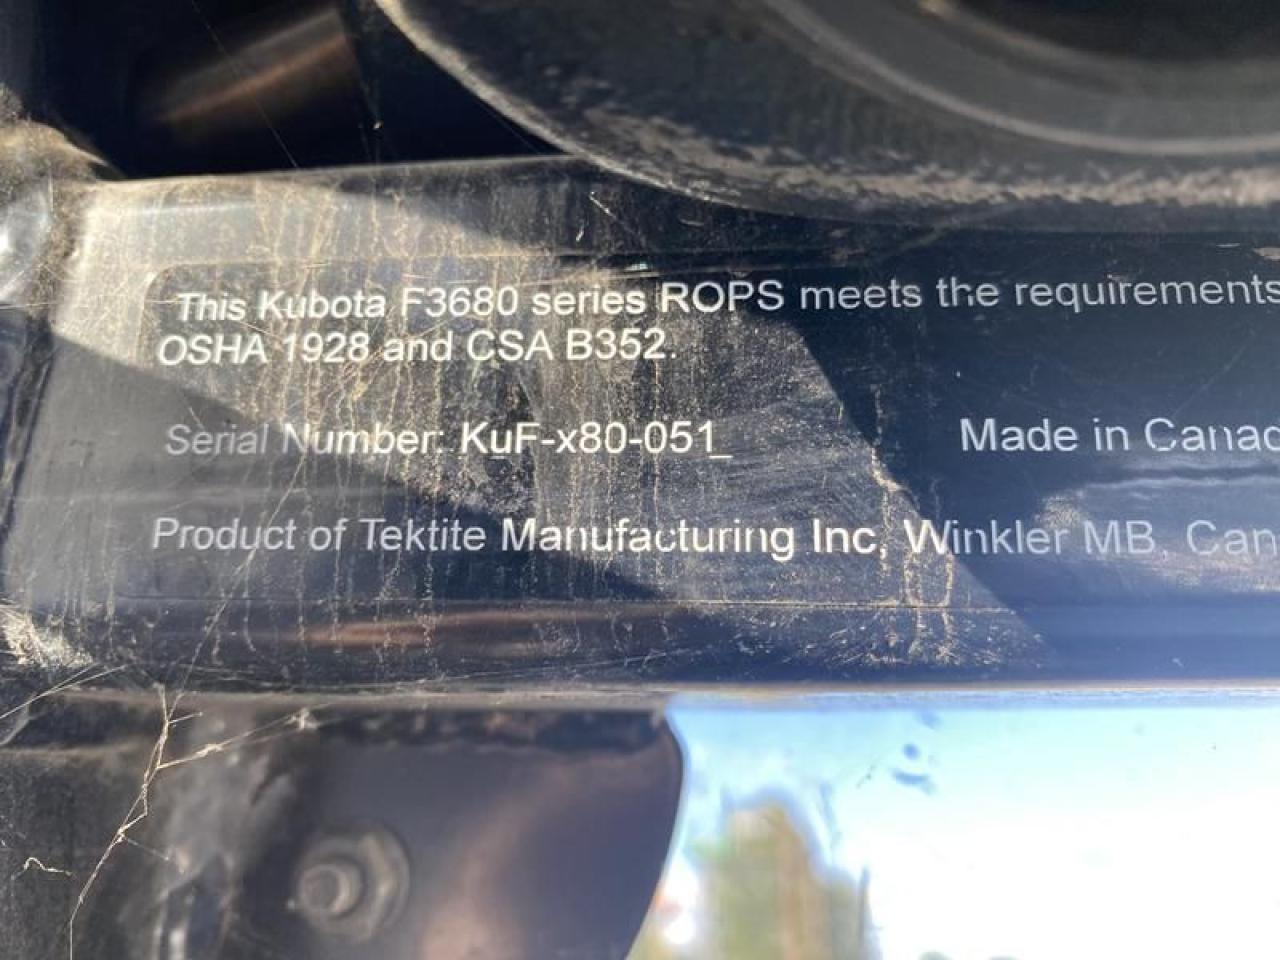 This Kubota F3680 series ROPS meets the requirements
OSHA 1928 and CSA B352.
Serial Number: KuF-x80-051_
Made in Canad
Product of Tektite Manufacturing Inc, Winkler MB Can